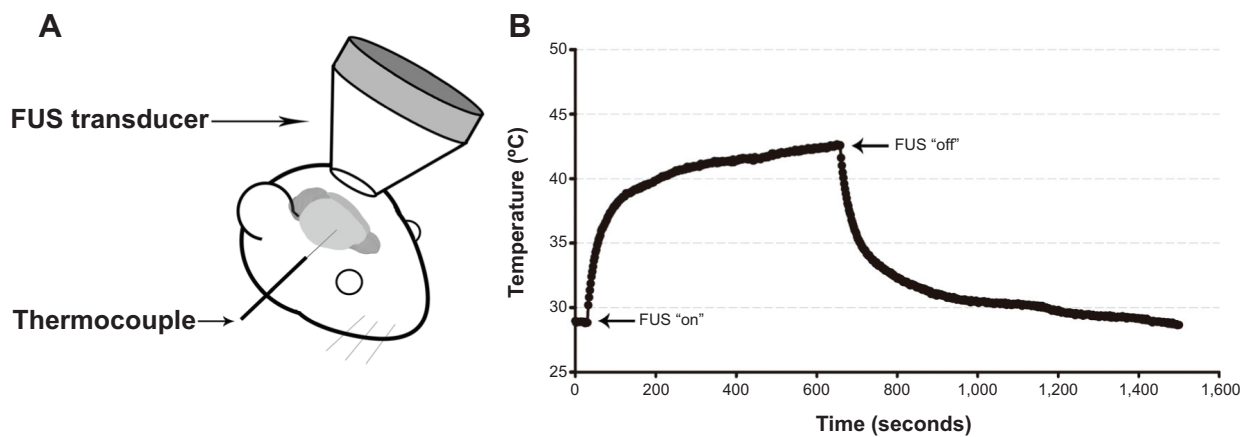 A
FUS transducer
Thermocouple
B
50
45
40
35
30
25
Temperature (ºC)
FUS “off”
FUS “on”
0
200
400
600
800
1,000
1,200
1,400
1,600
Time (seconds)